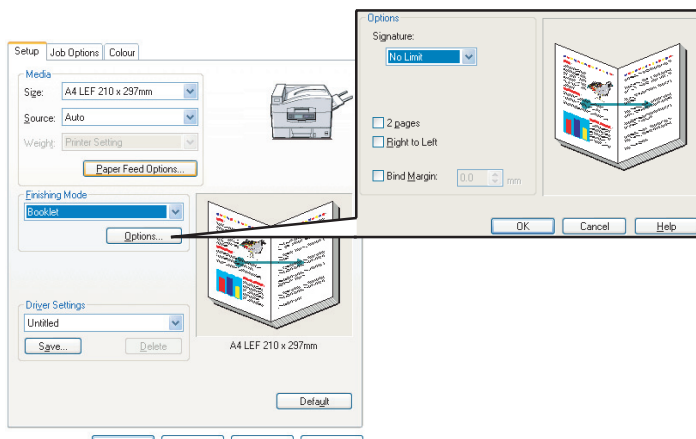 Setup
Job Options
Colour
Media
Size:
A4 LEF 210 x 297mm
Source:
Auto
Weight:
Printer Setting
Paper Feed Options...
Finishing Mode
Booklet
Options...
Driver Settings
Untitled
Save...
Delete
A4 LEF 210 x 297mm
Default
Options
Signature:
No Limit
2 pages
Right to Left
Bind Margin:
0.0
mm
OK
Cancel
Help